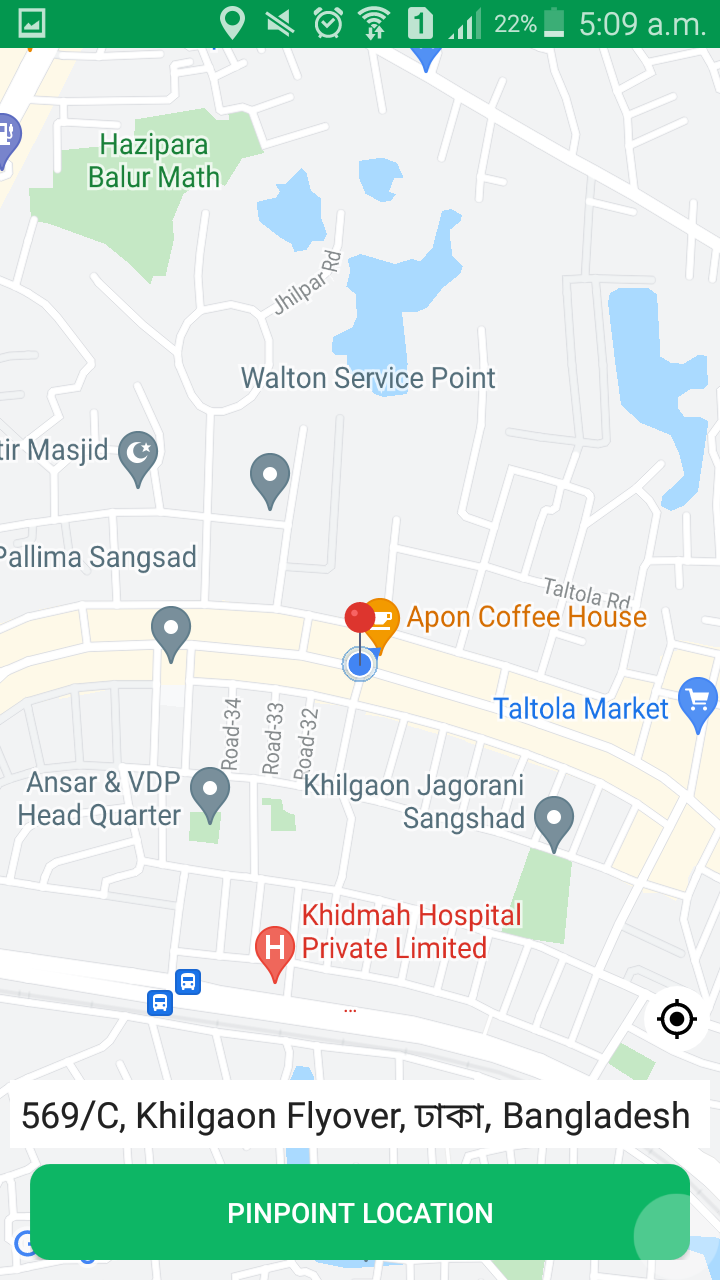 1 22% 5:09 a.m.
Hazipara
Balur Math
Jhilpar Rd
Walton Service Point
tir Masjid
Pallima Sangsad
Taltola Rd
Apon Coffee House
Taltola Market
Road-34
Road-33
Road-32
Ansar & VDP
Head Quarter
Khilgaon Jagorani
Sangshad
H
Khidmah Hospital
Private Limited
...
569/C, Khilgaon Flyover, ঢাকা, Bangladesh
PINPOINT LOCATION